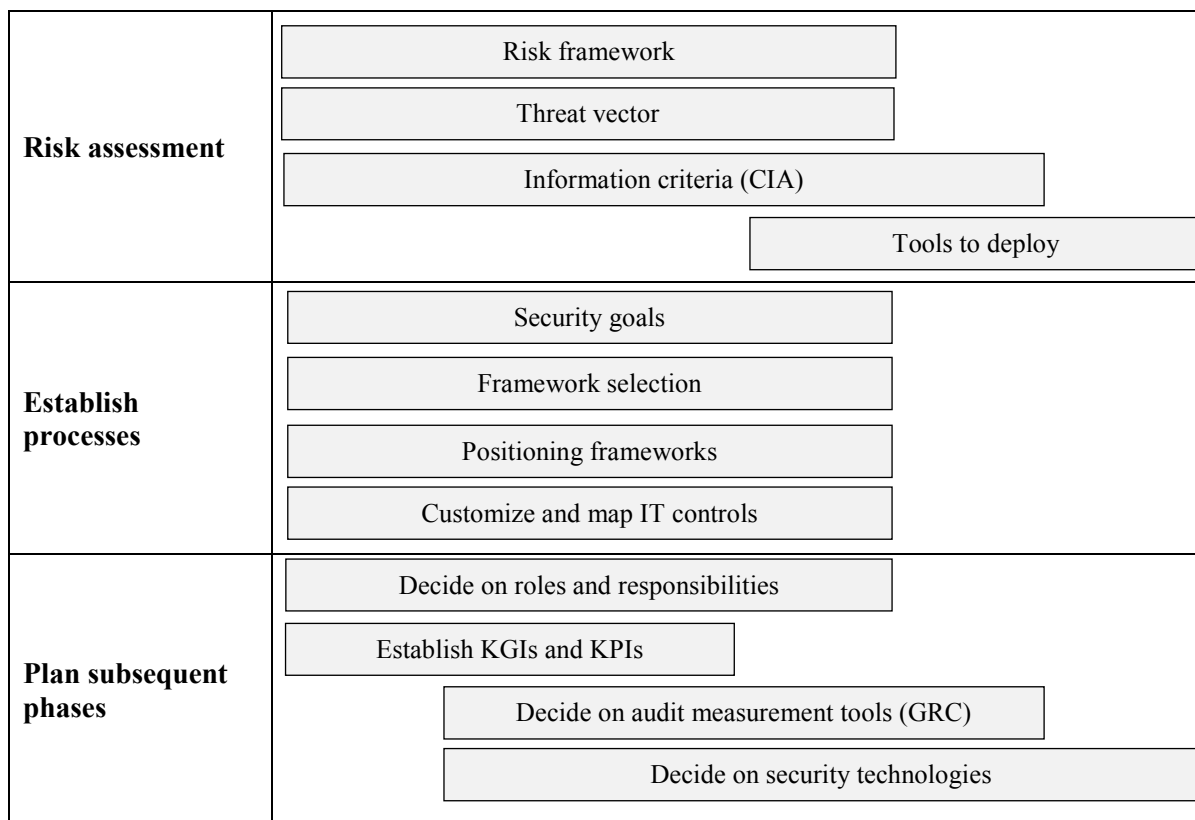 Risk assessment
Risk framework
Threat vector
Information criteria (CIA)
Tools to deploy
Establish
processes
Security goals
Framework selection
Positioning frameworks
Customize and map IT controls
Plan subsequent
phases
Decide on roles and responsibilities
Establish KGIs and KPIs
Decide on audit measurement tools (GRC)
Decide on security technologies